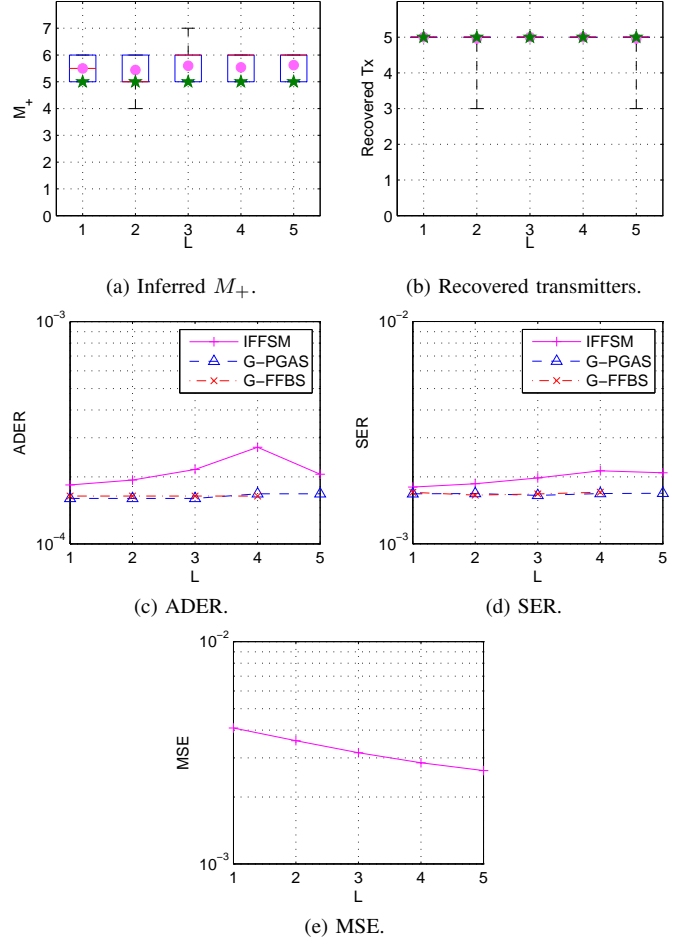 8
7
6
5
4
3
2
1
0
M+
1 2 3 4 5
L
(a) Inferred M+.
6
5
4
3
2
1
0
Recovered Tx
1 2 3 4 5
L
(b) Recovered transmitters.
10^-3
10^-4
ADER
IFFSM
G-PGAS
G-FFBS
1 2 3 4 5
L
(c) ADER.
10^-2
10^-3
SER
IFFSM
G-PGAS
G-FFBS
1 2 3 4 5
L
(d) SER.
10^-2
10^-3
MSE
1 2 3 4 5
L
(e) MSE.